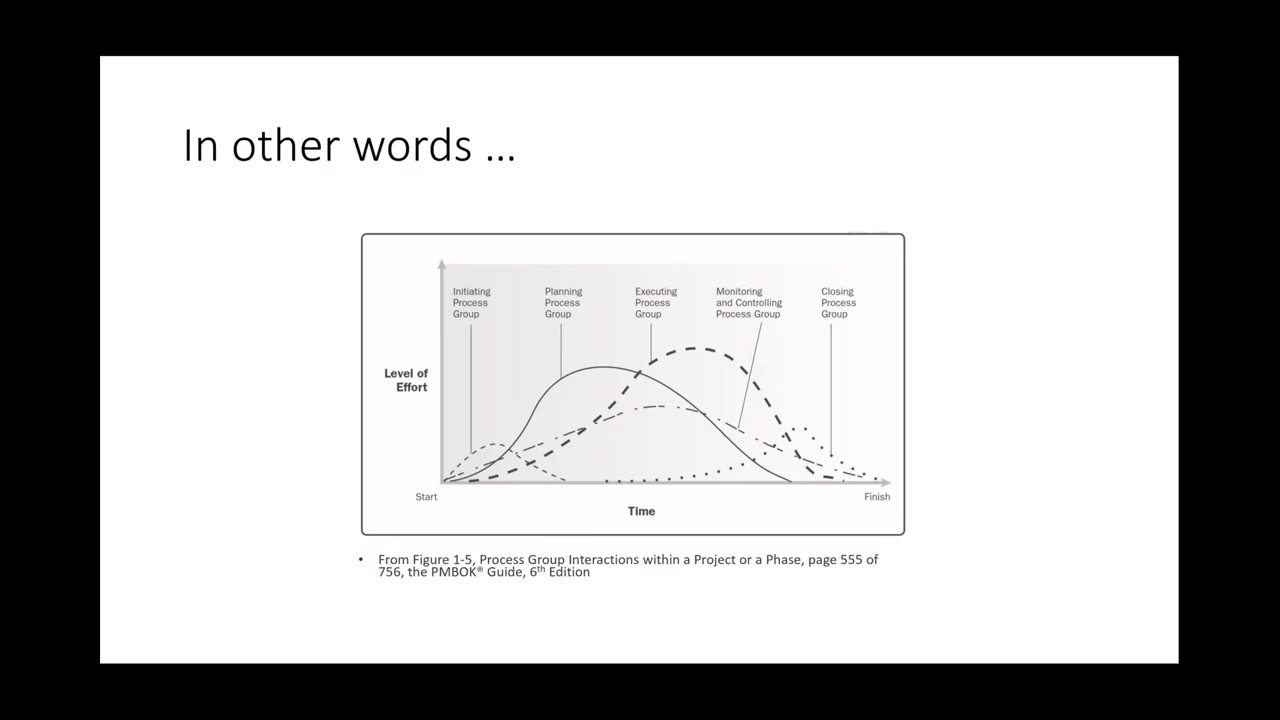 In other words ...
Initiating
Process
Group
Planning
Process
Group
Executing
Process
Group
Monitoring
and Controlling
Process Group
Closing
Process
Group
Level of
Effort
Start
Finish
Time
• From Figure 1-5, Process Group Interactions within a Project or a Phase, page 555 of
756, the PMBOK® Guide, 6th Edition